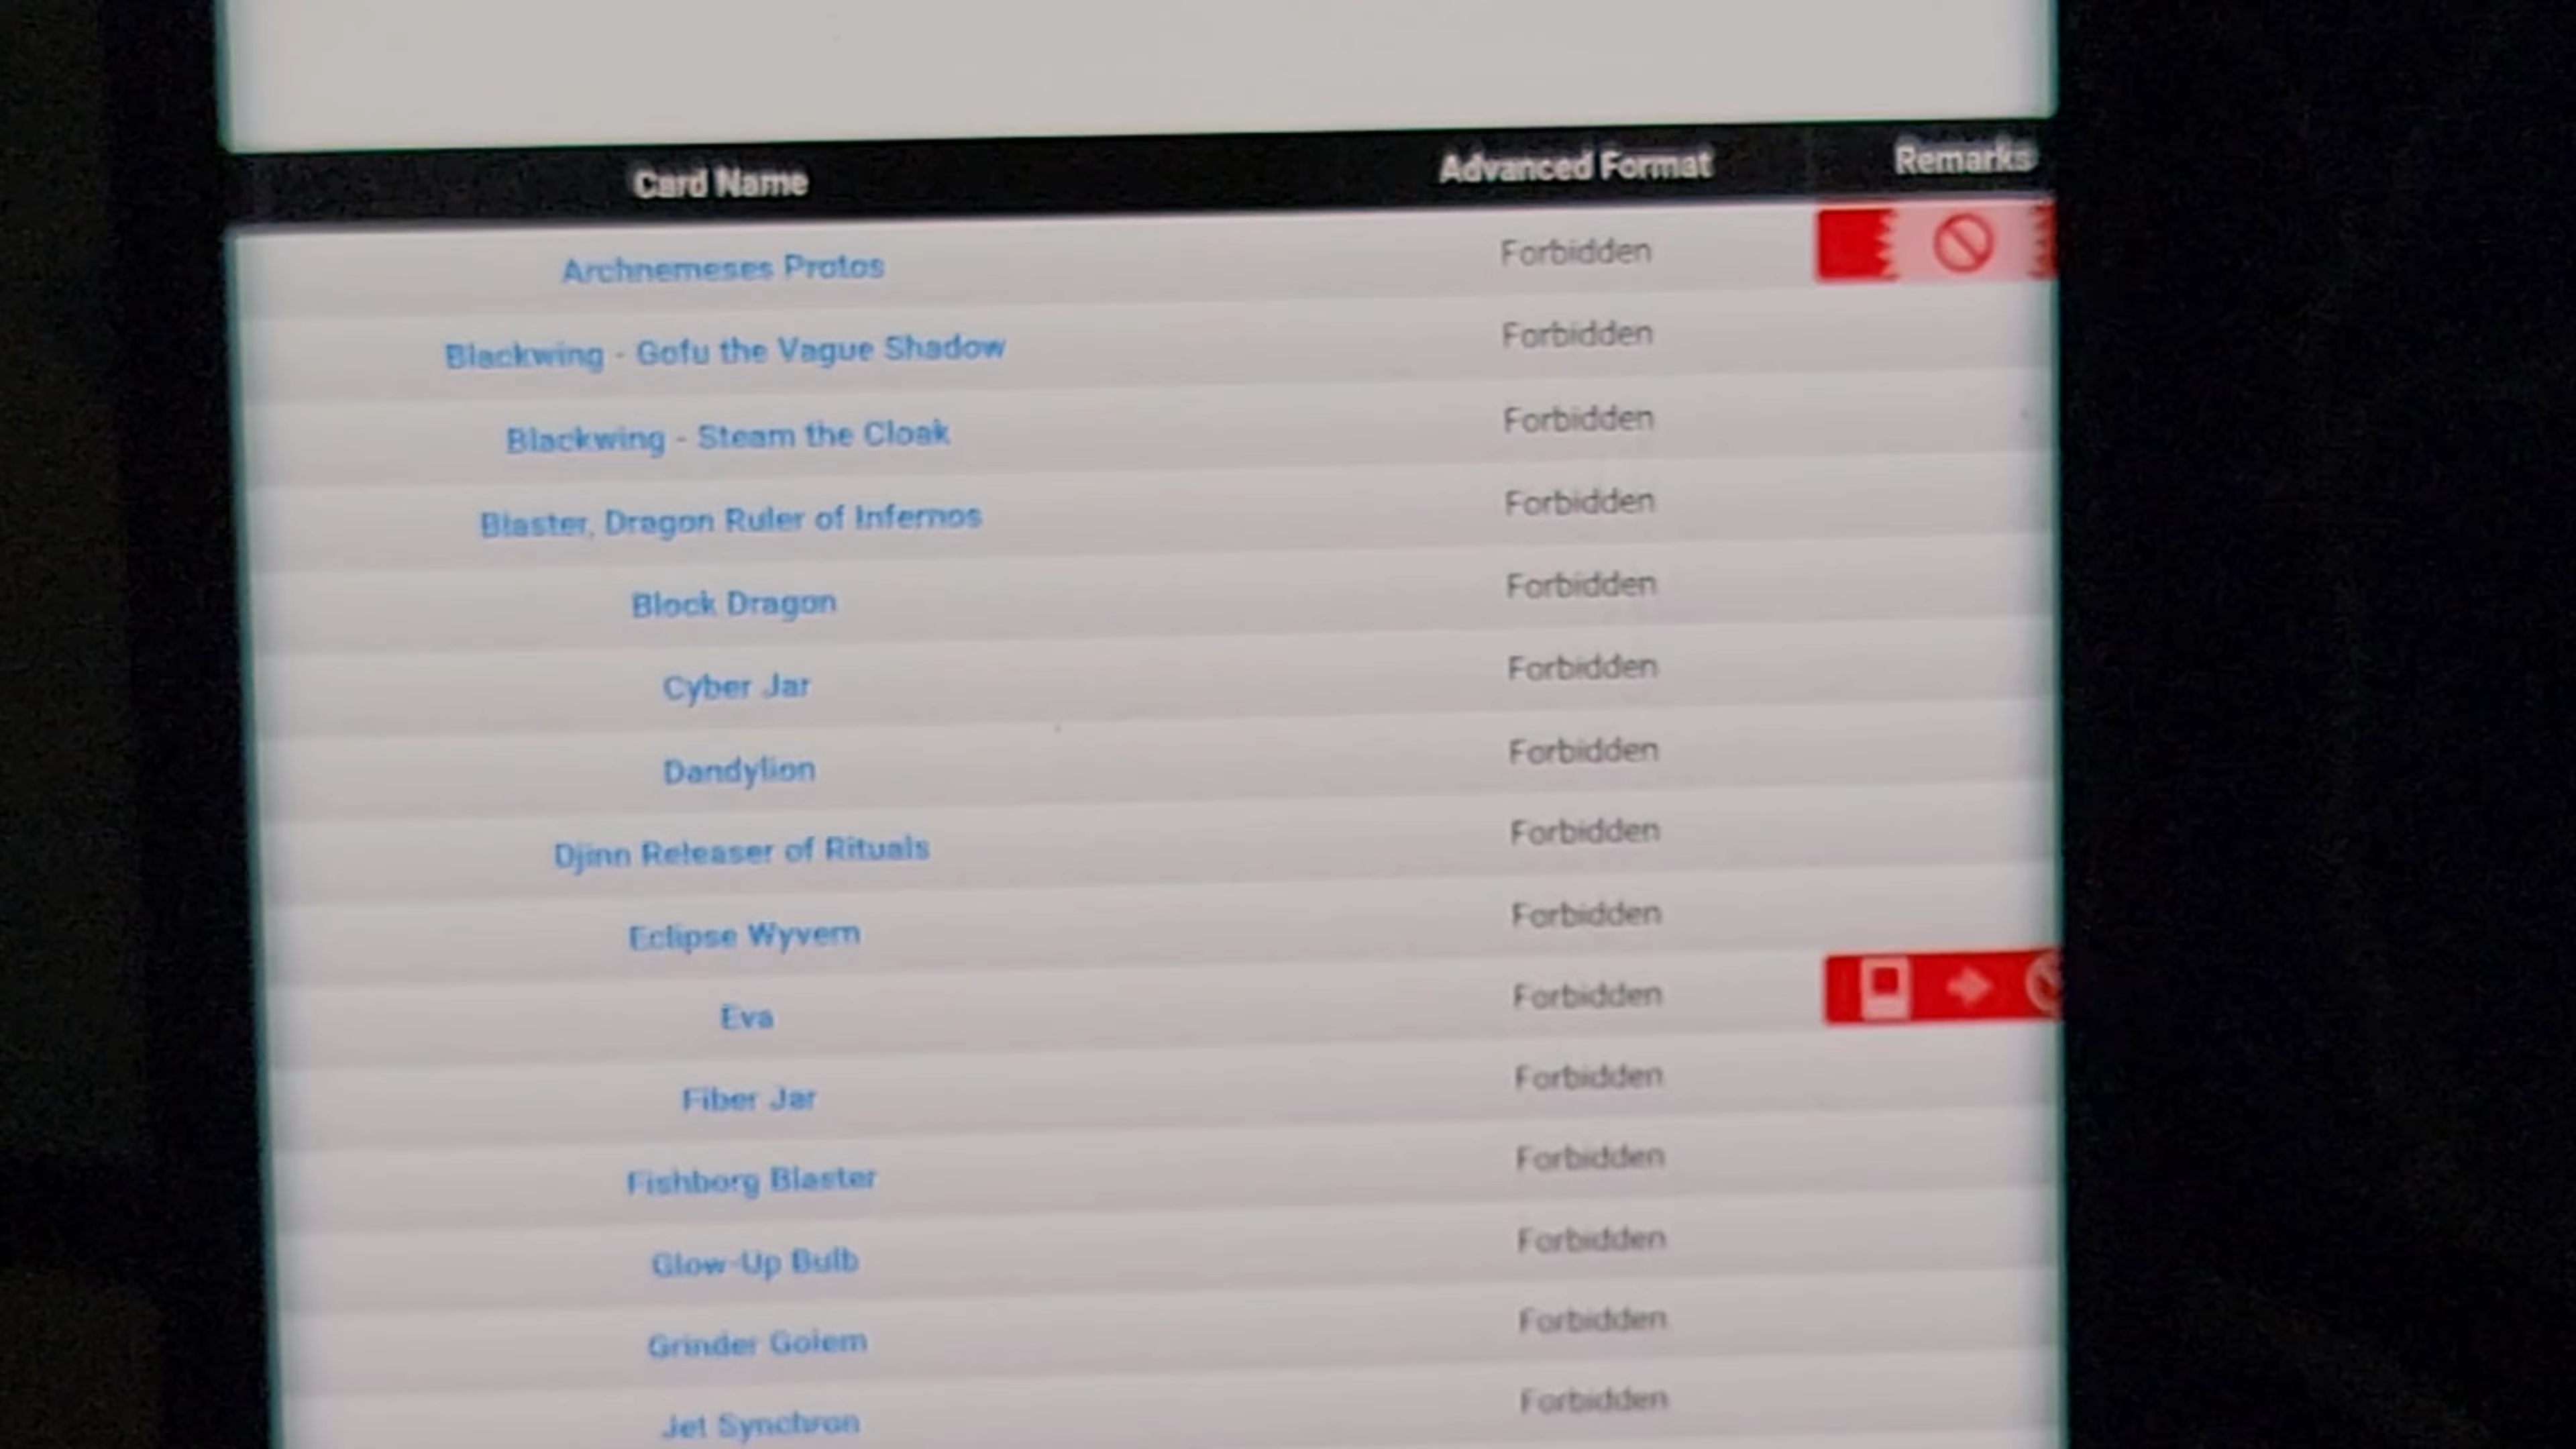 Card Name Advanced Format Remarks
Archnemeses Protos Forbidden
Blackwing - Gofu the Vague Shadow Forbidden
Blackwing - Steam the Cloak Forbidden
Blaster, Dragon Ruler of Infernos Forbidden
Block Dragon Forbidden
Cyber Jar Forbidden
Dandylion Forbidden
Djinn Releaser of Rituals Forbidden
Eclipse Wyvern Forbidden
Eva Forbidden
Fiber Jar Forbidden
Fishborg Blaster Forbidden
Glow-Up Bulb Forbidden
Grinder Golem Forbidden
Jet Synchron Forbidden